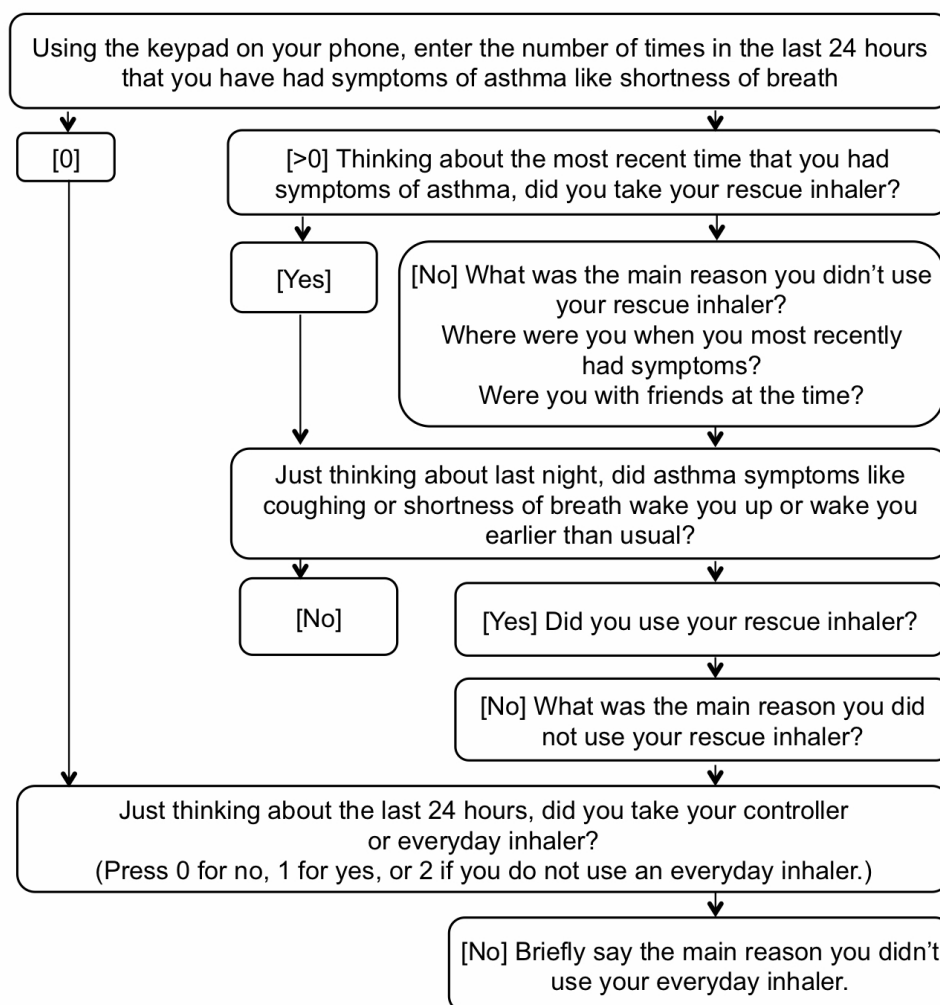 Using the keypad on your phone, enter the number of times in the last 24 hours
that you have had symptoms of asthma like shortness of breath
[0]
[>0] Thinking about the most recent time that you had
symptoms of asthma, did you take your rescue inhaler?
[Yes]
[No] What was the main reason you didn’t use
your rescue inhaler?
Where were you when you most recently
had symptoms?
Were you with friends at the time?
Just thinking about last night, did asthma symptoms like
coughing or shortness of breath wake you up or wake you
earlier than usual?
[No]
[Yes] Did you use your rescue inhaler?
[No] What was the main reason you did
not use your rescue inhaler?
Just thinking about the last 24 hours, did you take your controller
or everyday inhaler?
(Press 0 for no, 1 for yes, or 2 if you do not use an everyday inhaler.)
[No] Briefly say the main reason you didn’t
use your everyday inhaler.